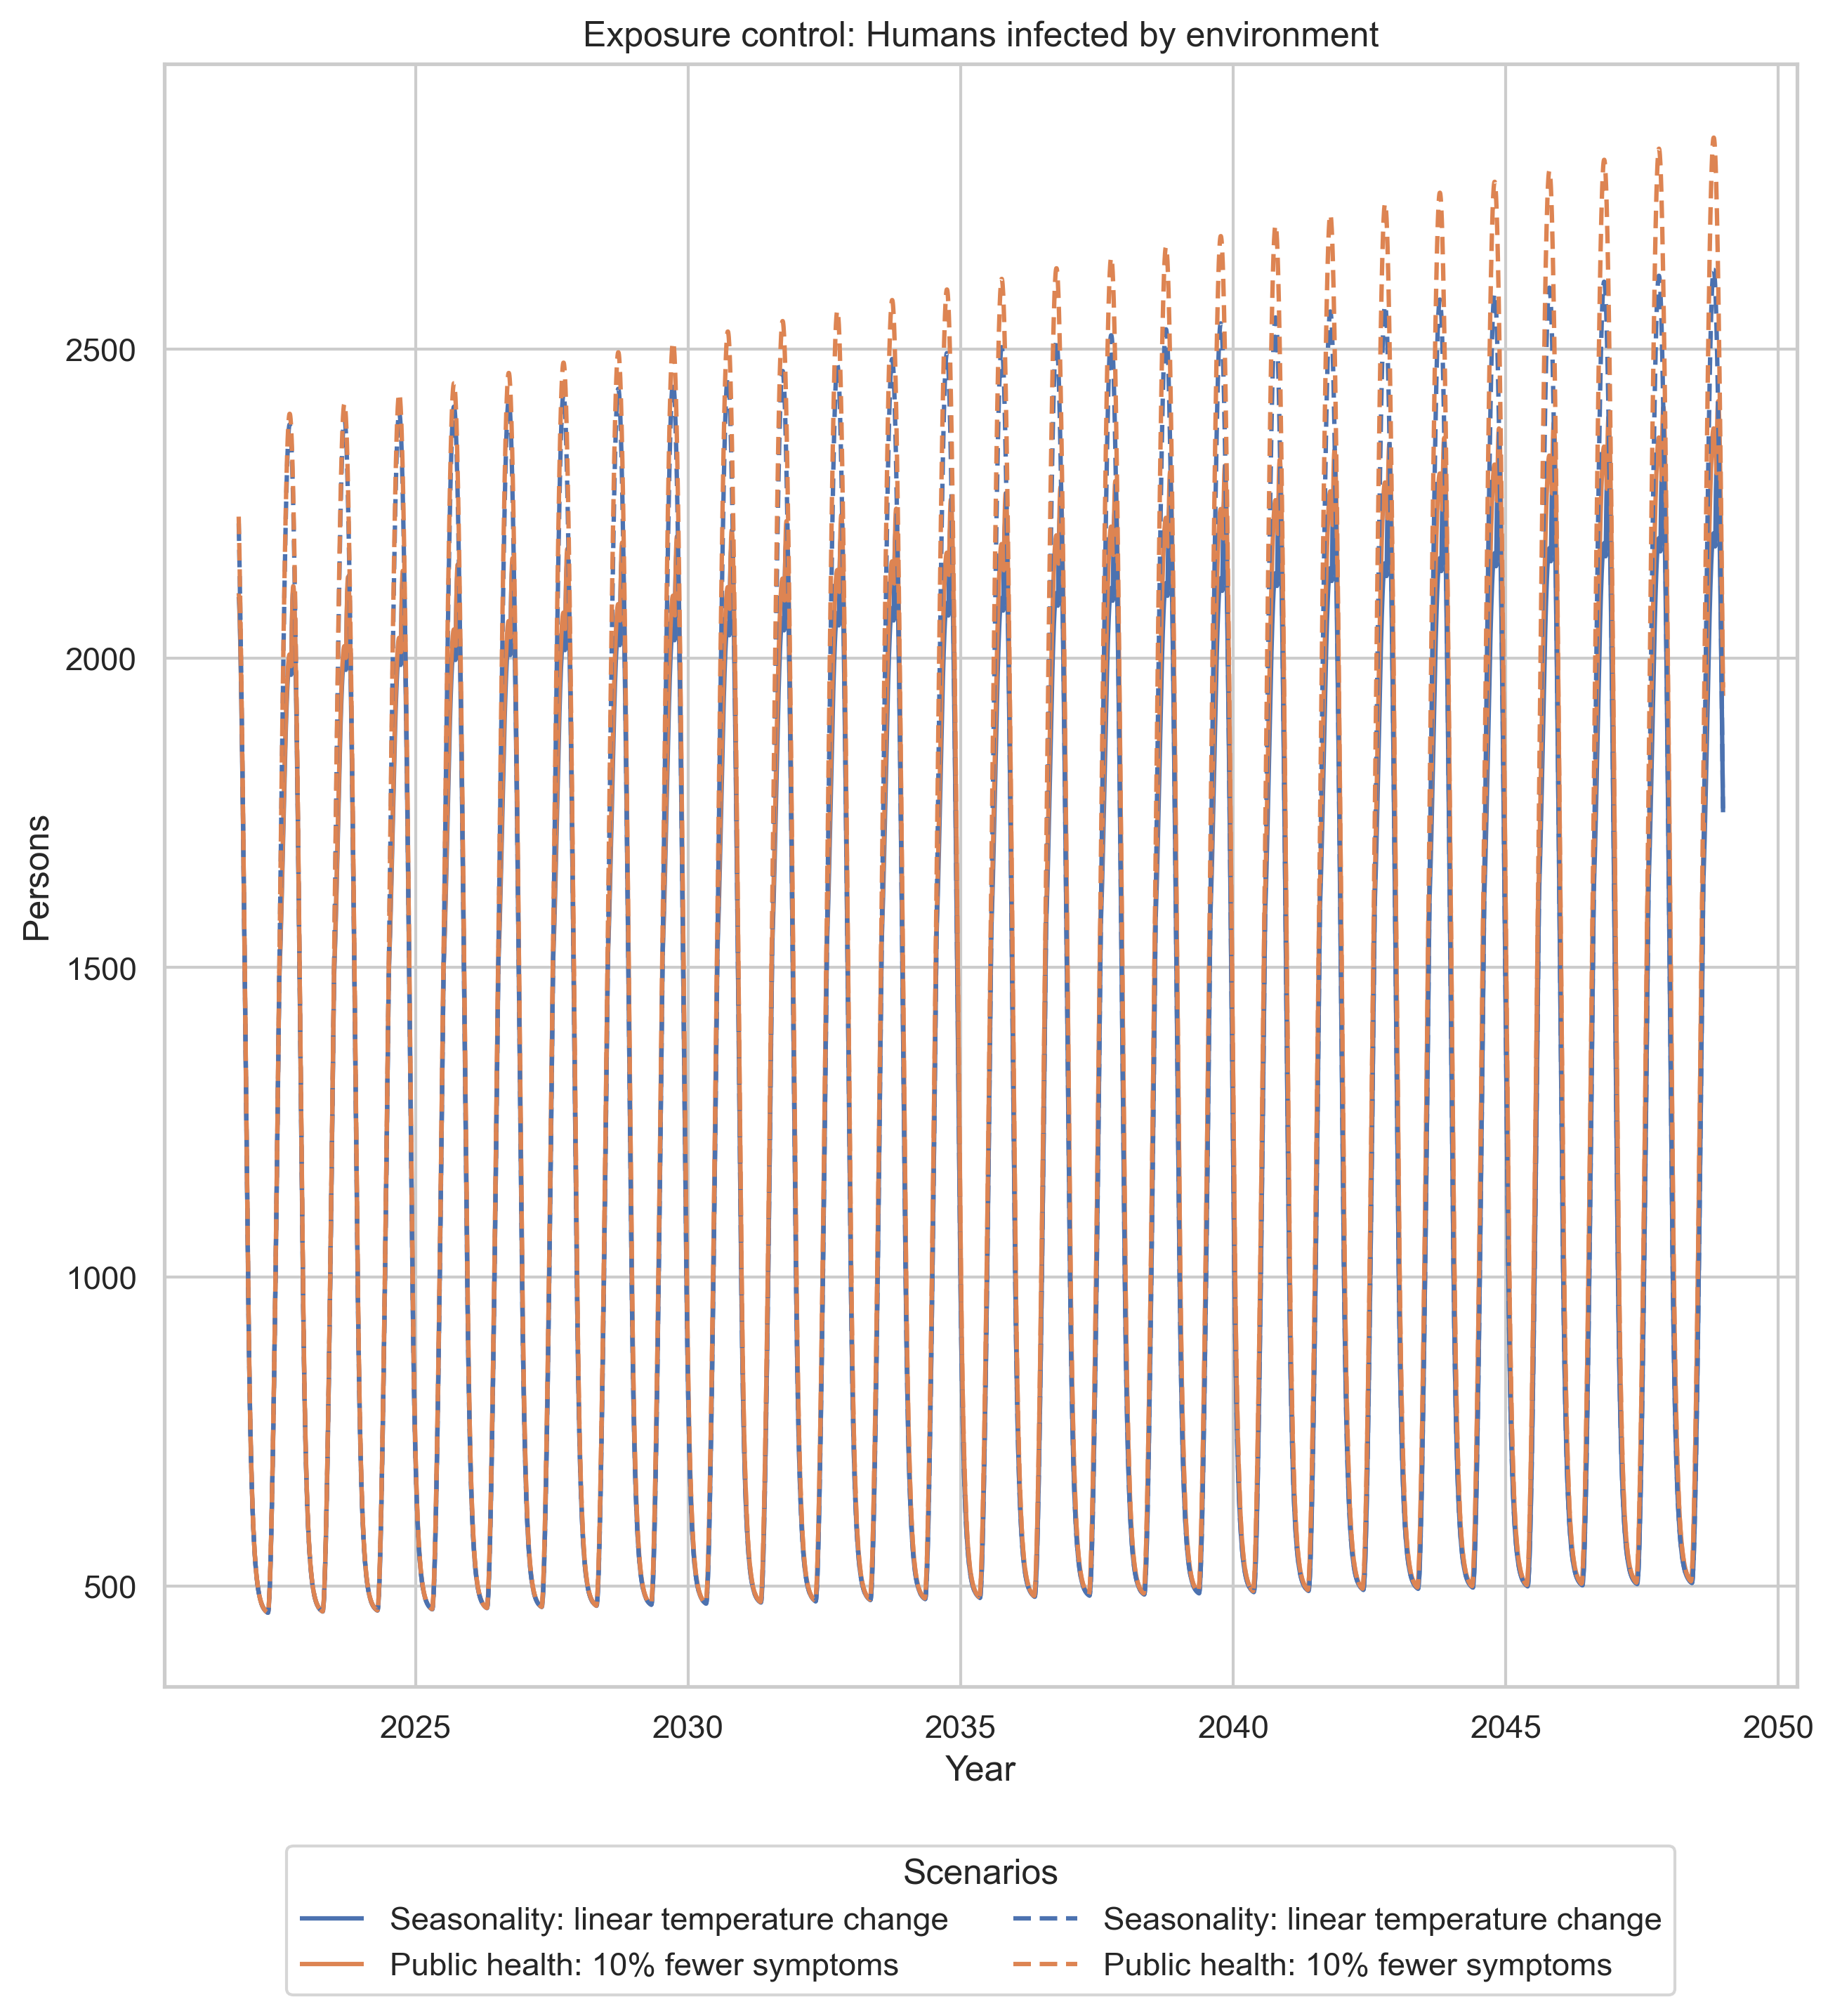 Exposure control: Humans infected by environment
2500
2000
1500
1000
500
Persons
2025 2030 2035 2040 2045 2050
Year
Scenarios
Seasonality: linear temperature change Seasonality: linear temperature change
Public health: 10% fewer symptoms Public health: 10% fewer symptoms